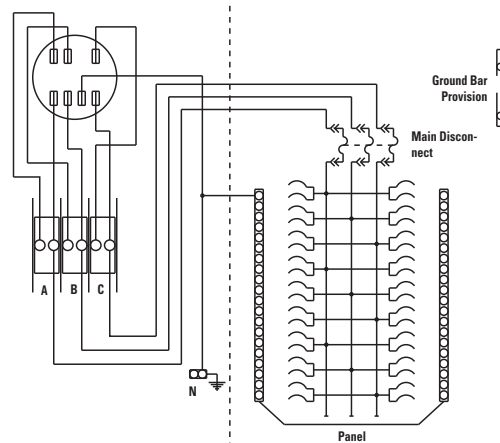 Ground Bar
Provision
Main Discon-
nect
A
B
C
N
Panel